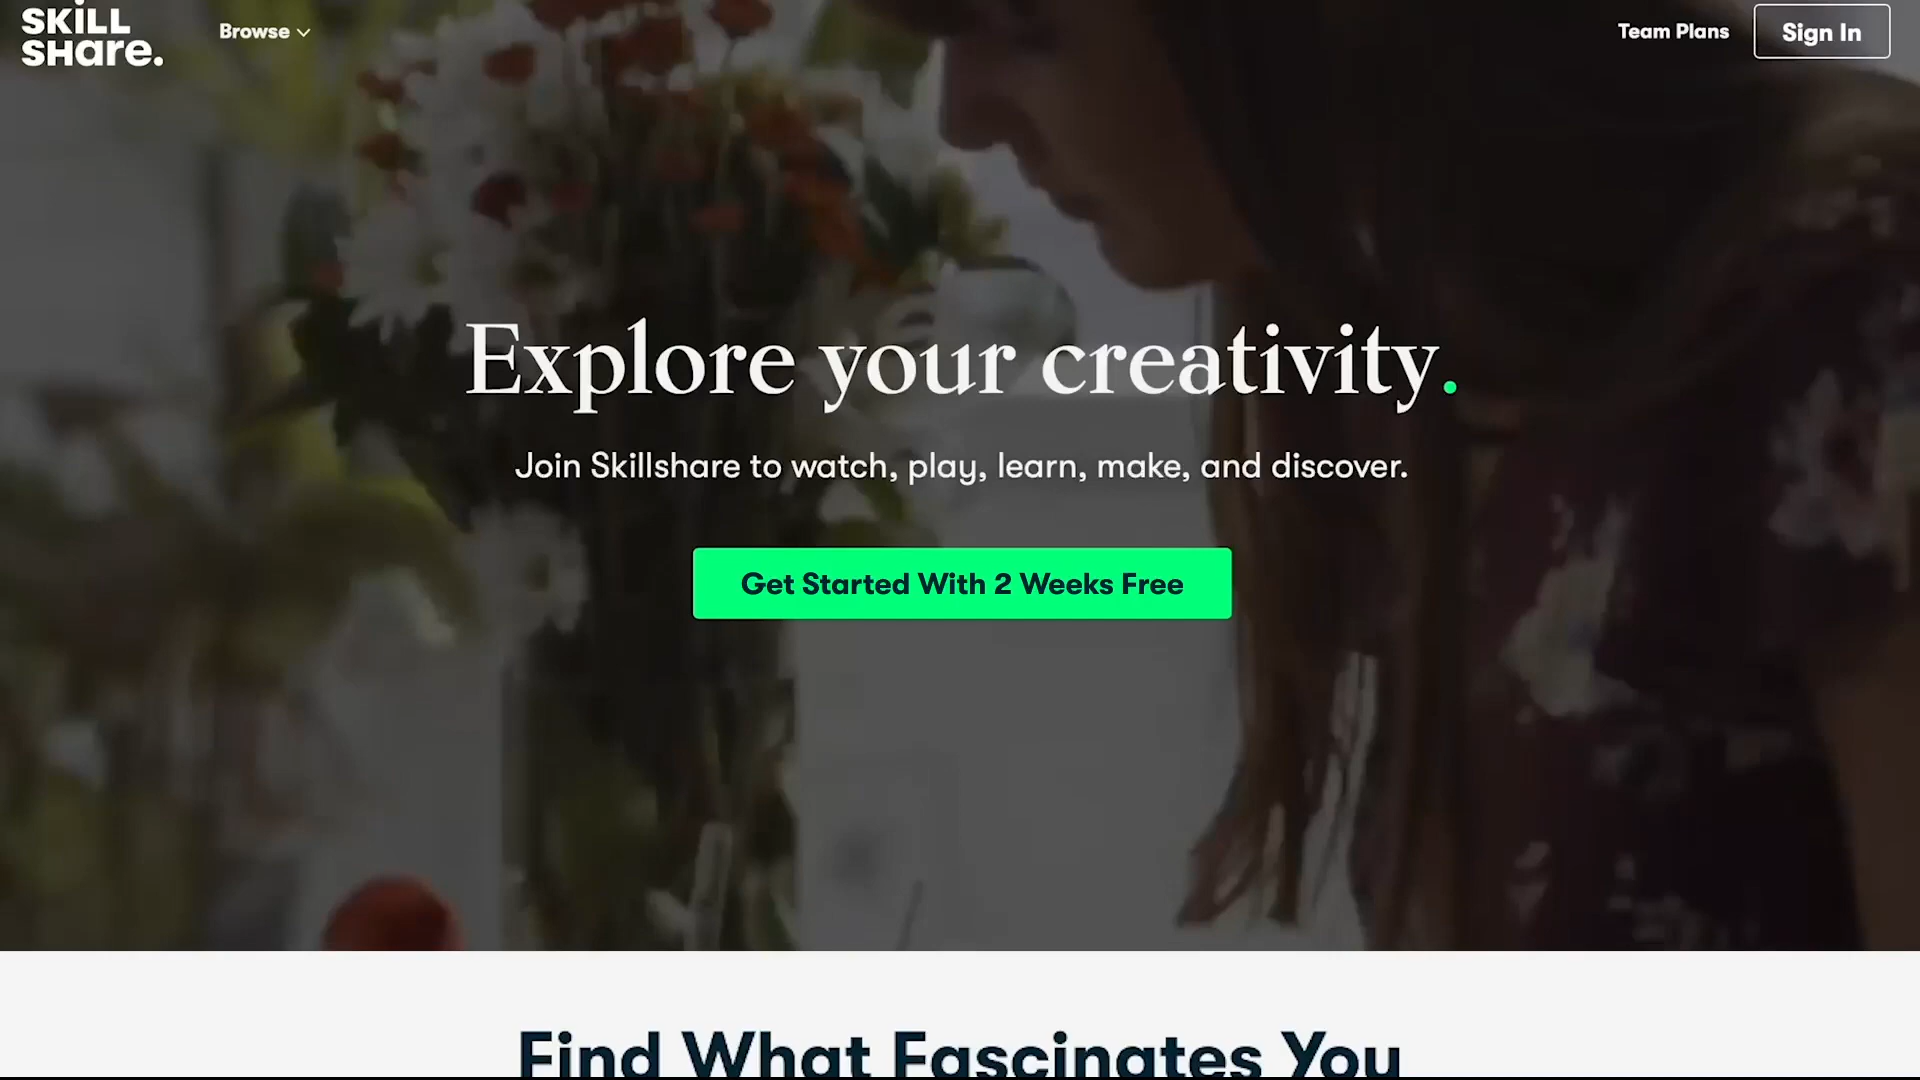 SKiLL
SHare.
Browse
Team Plans
Sign In
Explore your creativity.
Join Skillshare to watch, play, learn, make, and discover.
Get Started With 2 Weeks Free
Find What Fascinates You